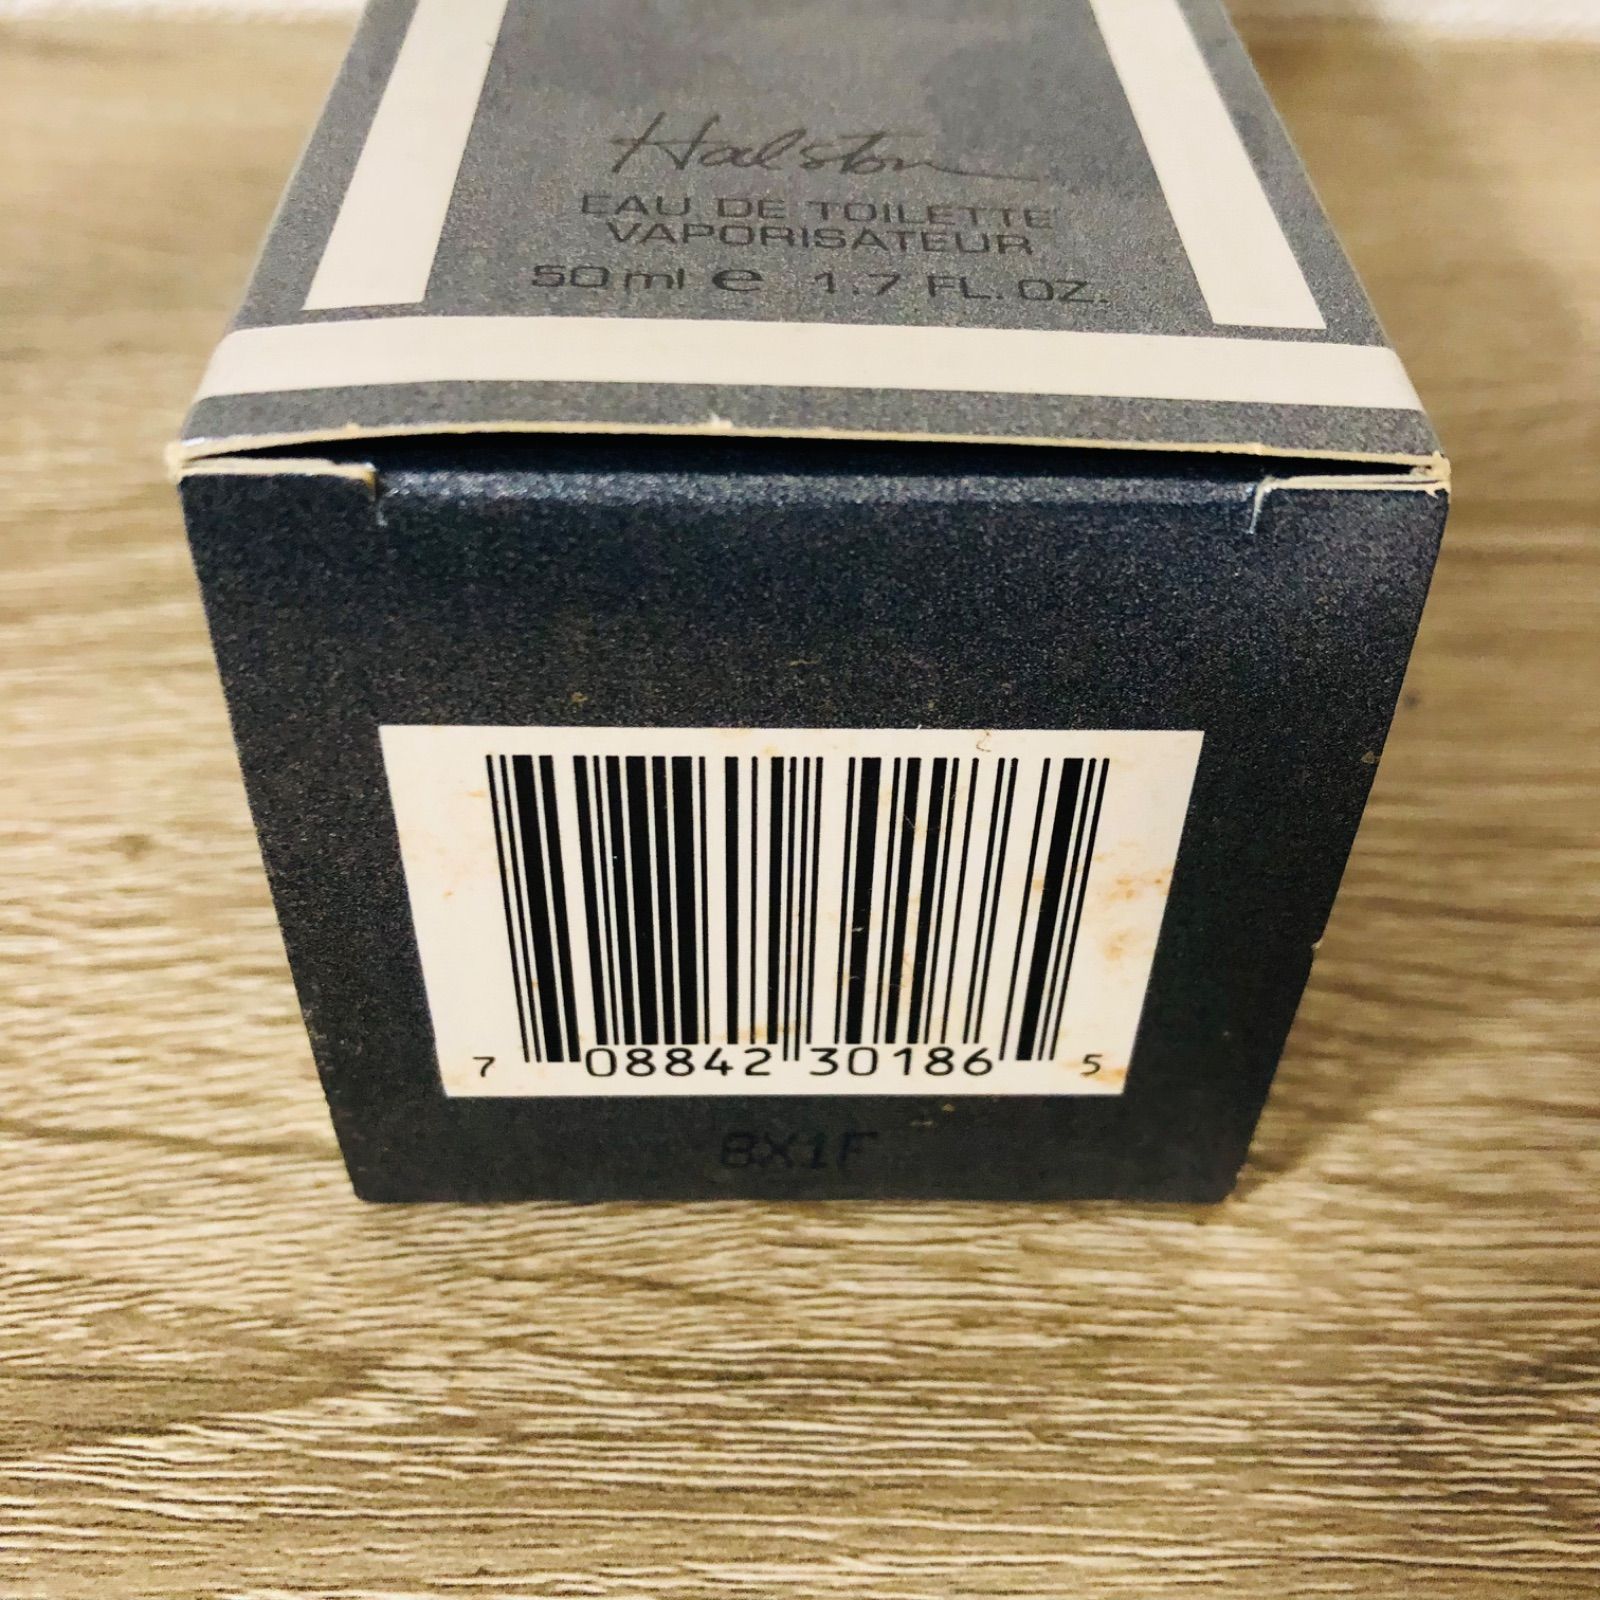 Halston
EAU DE TOILETTE
VAPORISATEUR
50 ml e 1.7 FL. OZ.
7 08842 30186 5
8X1F